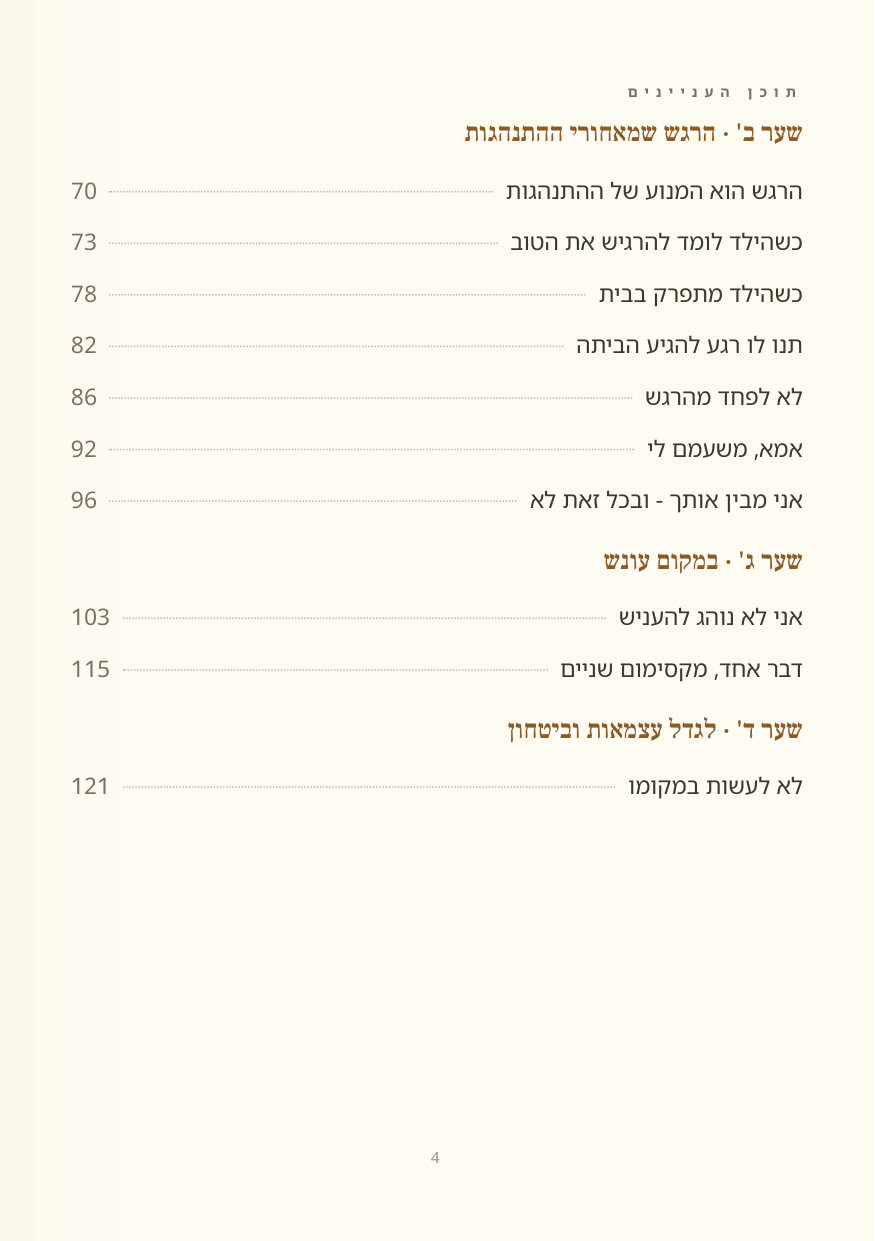 תוכן העניינים
שער ב' · הרגש שמאחורי ההתנהגות
הרגש הוא המנוע של ההתנהגות 70
כשהילד לומד להרגיש את הטוב 73
כשהילד מתפרק בבית 78
תנו לו רגע להגיע הביתה 82
לא לפחד מהרגש 86
אמא, משעמם לי 92
אני מבין אותך - ובכל זאת לא 96
שער ג' · במקום עונש
אני לא נוהג להעניש 103
דבר אחד, מקסימום שניים 115
שער ד' · לגדל עצמאות וביטחון
לא לעשות במקומו 121
4